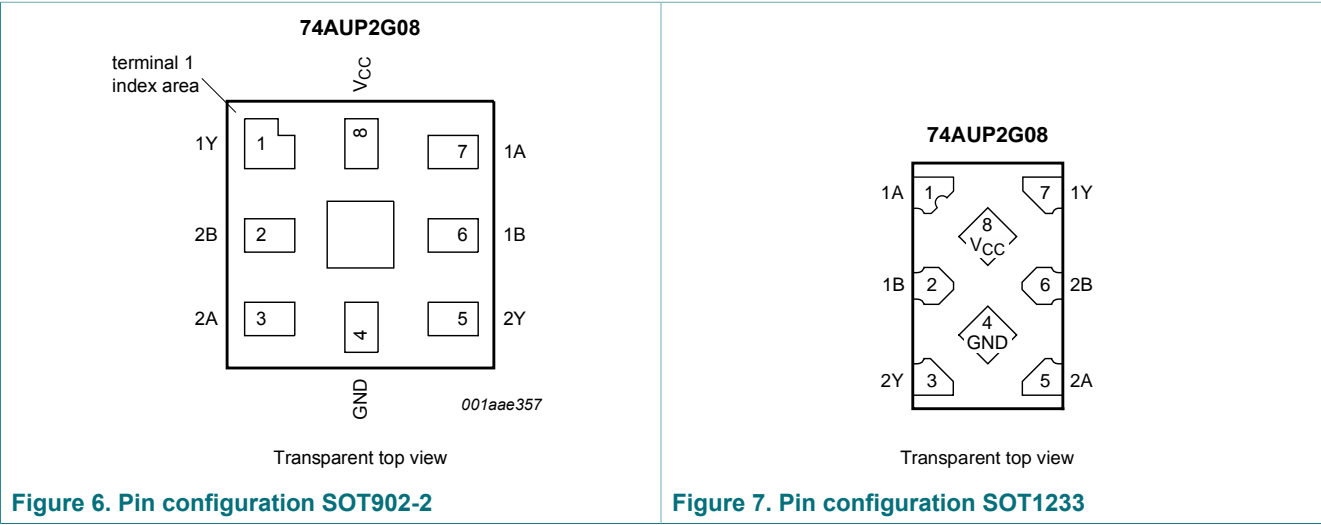 74AUP2G08
terminal 1
index area
VCC
1Y 1 8 7 1A
2B 2 6 1B
2A 3 4 5 2Y
GND
001aae357
Transparent top view
Figure 6. Pin configuration SOT902-2
74AUP2G08
1A 1 7 1Y
8
VCC
1B 2 6 2B
4
GND
2Y 3 5 2A
Transparent top view
Figure 7. Pin configuration SOT1233